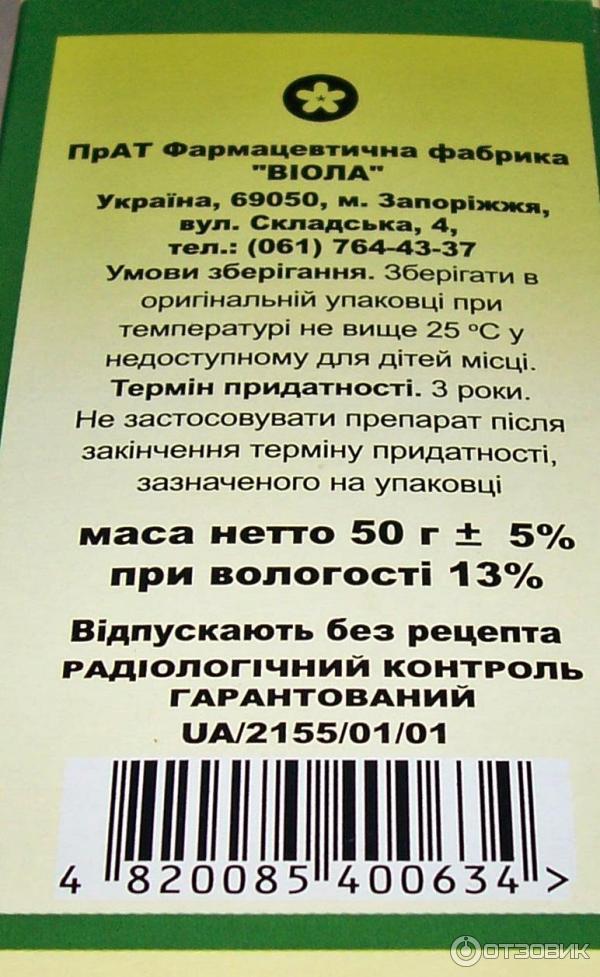 ПрАТ Фармацевтична фабрика
"ВІОЛА"
Україна, 69050, м. Запоріжжя,
вул. Складська, 4,
тел.: (061) 764-43-37
Умови зберігання. Зберігати в
оригінальній упаковці при
температурі не вище 25 ºС у
недоступному для дітей місці.
Термін придатності. 3 роки.
Не застосовувати препарат після
закінчення терміну придатності,
зазначеного на упаковці
маса нетто 50 г ± 5%
при вологості 13%
Відпускають без рецепта
РАДІОЛОГІЧНИЙ КОНТРОЛЬ
ГАРАНТОВАНИЙ
UA/2155/01/01
4 820085 400634 >
ОТЗОВИК